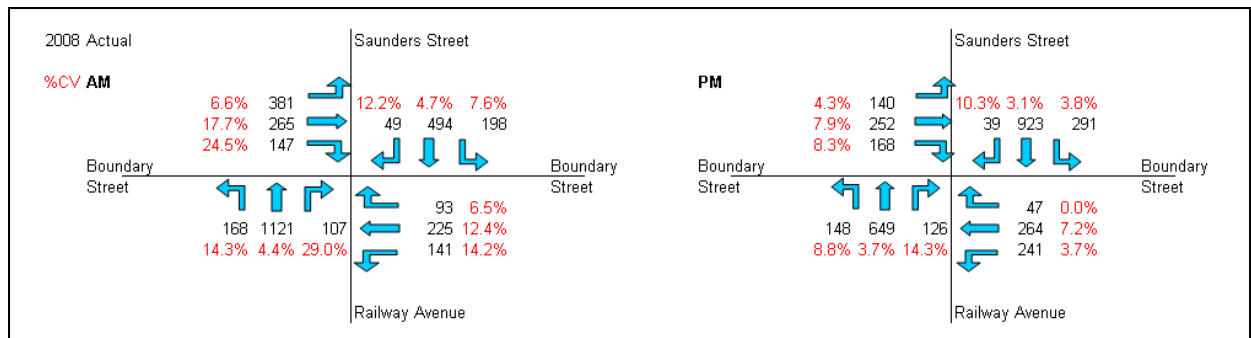 2008 Actual
Saunders Street
%CV AM
6.6% 381
17.7% 265
24.5% 147
12.2% 4.7% 7.6%
49 494 198
Boundary
Street
Boundary
Street
168 1121 107
14.3% 4.4% 29.0%
93 6.5%
225 12.4%
141 14.2%
Railway Avenue
Saunders Street
PM
4.3% 140
7.9% 252
8.3% 168
10.3% 3.1% 3.8%
39 923 291
Boundary
Street
Boundary
Street
148 649 126
8.8% 3.7% 14.3%
47 0.0%
264 7.2%
241 3.7%
Railway Avenue